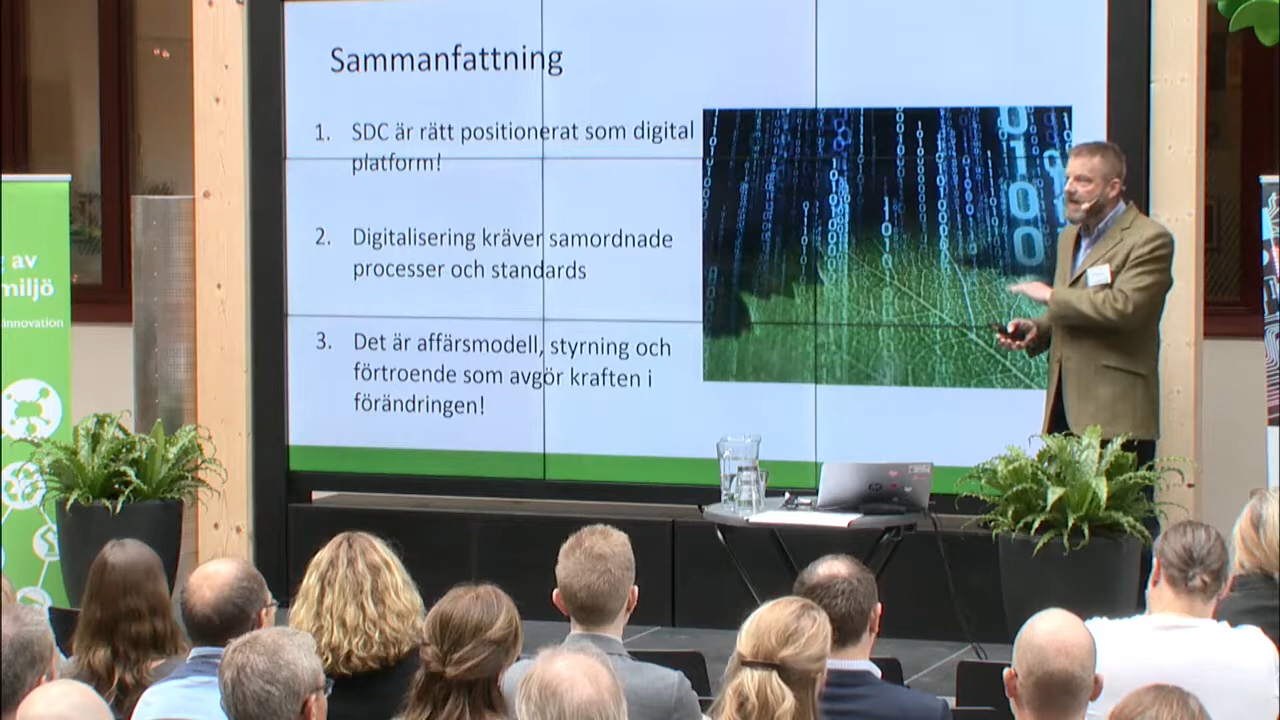 Sammanfattning
1. SDC är rätt positionerat som digital
platform!
2. Digitalisering kräver samordnade
processer och standards
3. Det är affärsmodell, styrning och
förtroende som avgör kraften i
förändringen!
av
miljö
innovation
hp